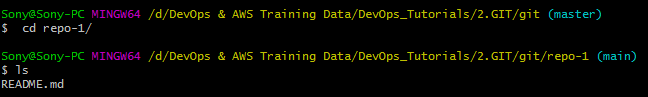 Sony@Sony-PC MINGW64 /d/DevOps & AWS Training Data/DevOps_Tutorials/2.GIT/git (master)
$  cd repo-1/
Sony@Sony-PC MINGW64 /d/DevOps & AWS Training Data/DevOps_Tutorials/2.GIT/git/repo-1 (main)
$ ls
README.md